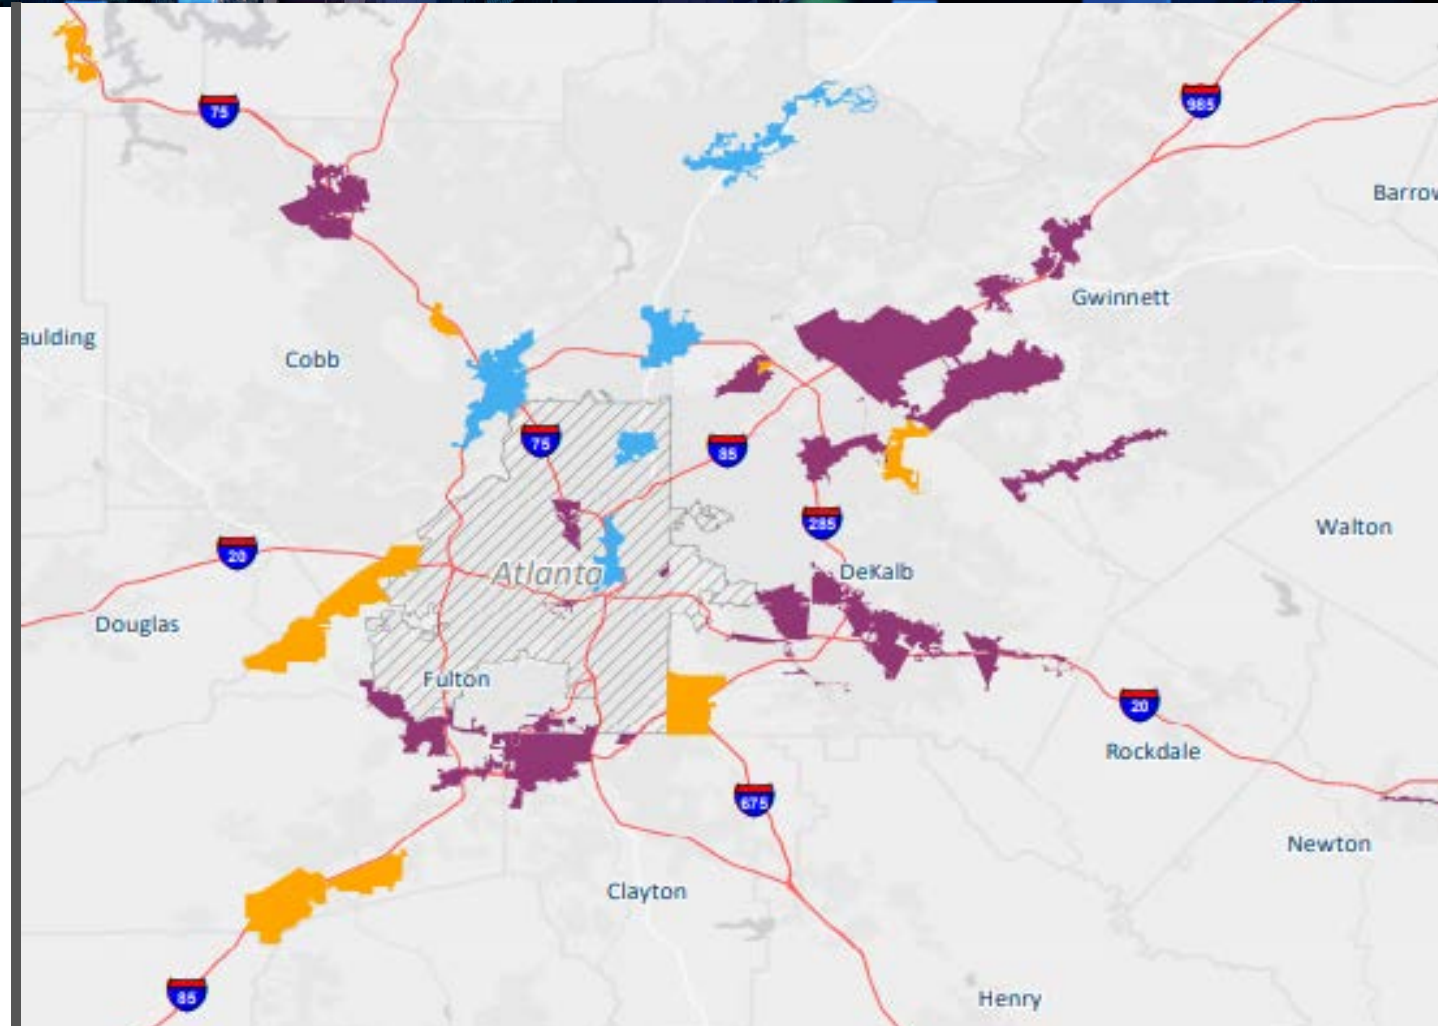 985
75
Barrow
Gwinnett
aulding
Cobb
75
85
285
Walton
20
Atlanta
DeKalb
Douglas
Fulton
20
Rockdale
675
Newton
Clayton
85
Henry